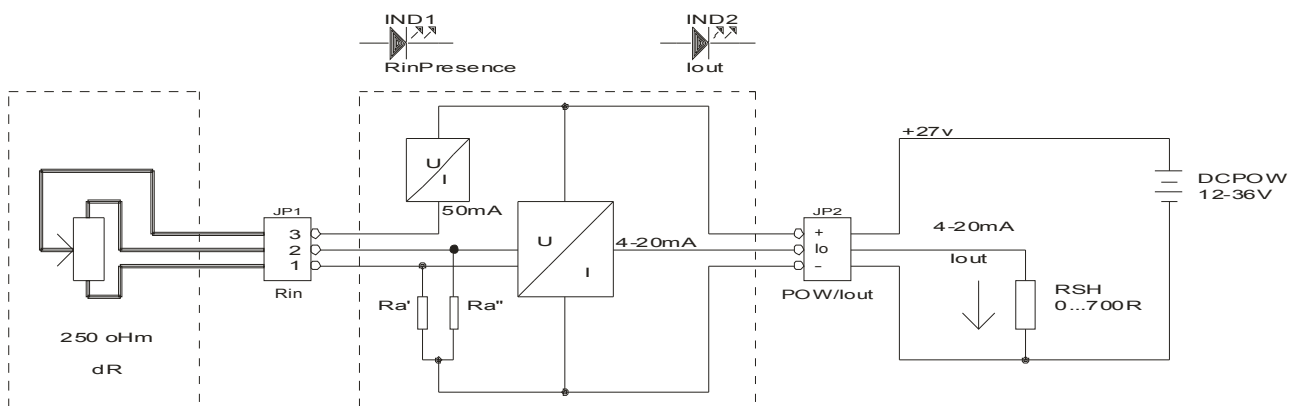 IND1
RinPresence
IND2
Iout
+27v
DCPOW
12-36V
U
I
50mA
JP1
3
2
1
Rin
U
I
4-20mA
JP2
+
Io
-
POW/Iout
4-20mA
Iout
RSH
0...700R
Ra'
Ra"
250 oHm
dR